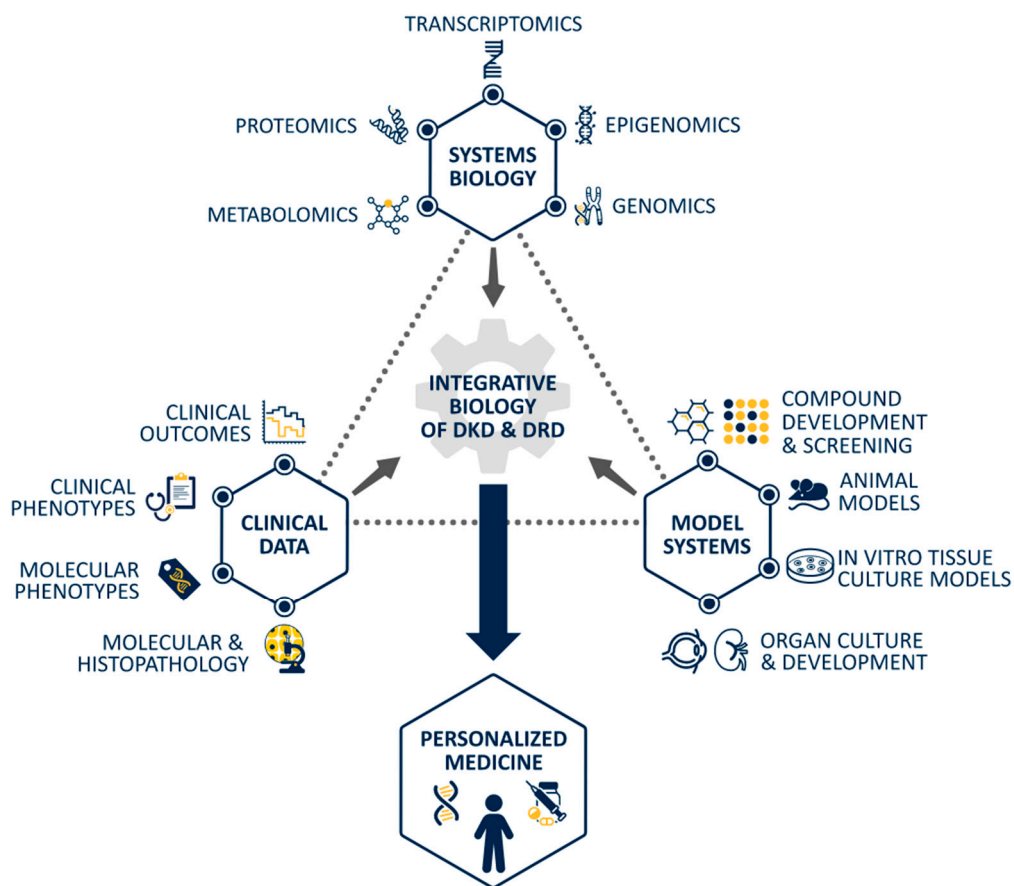 TRANSCRIPTOMICS
PROTEOMICS
EPIGENOMICS
SYSTEMS
BIOLOGY
METABOLOMICS
GENOMICS
INTEGRATIVE
BIOLOGY
OF DKD & DRD
CLINICAL
OUTCOMES
CLINICAL
PHENOTYPES
CLINICAL
DATA
MOLECULAR
PHENOTYPES
MOLECULAR &
HISTOPATHOLOGY
COMPOUND
DEVELOPMENT
& SCREENING
ANIMAL
MODELS
MODEL
SYSTEMS
IN VITRO TISSUE
CULTURE MODELS
ORGAN CULTURE
& DEVELOPMENT
PERSONALIZED
MEDICINE